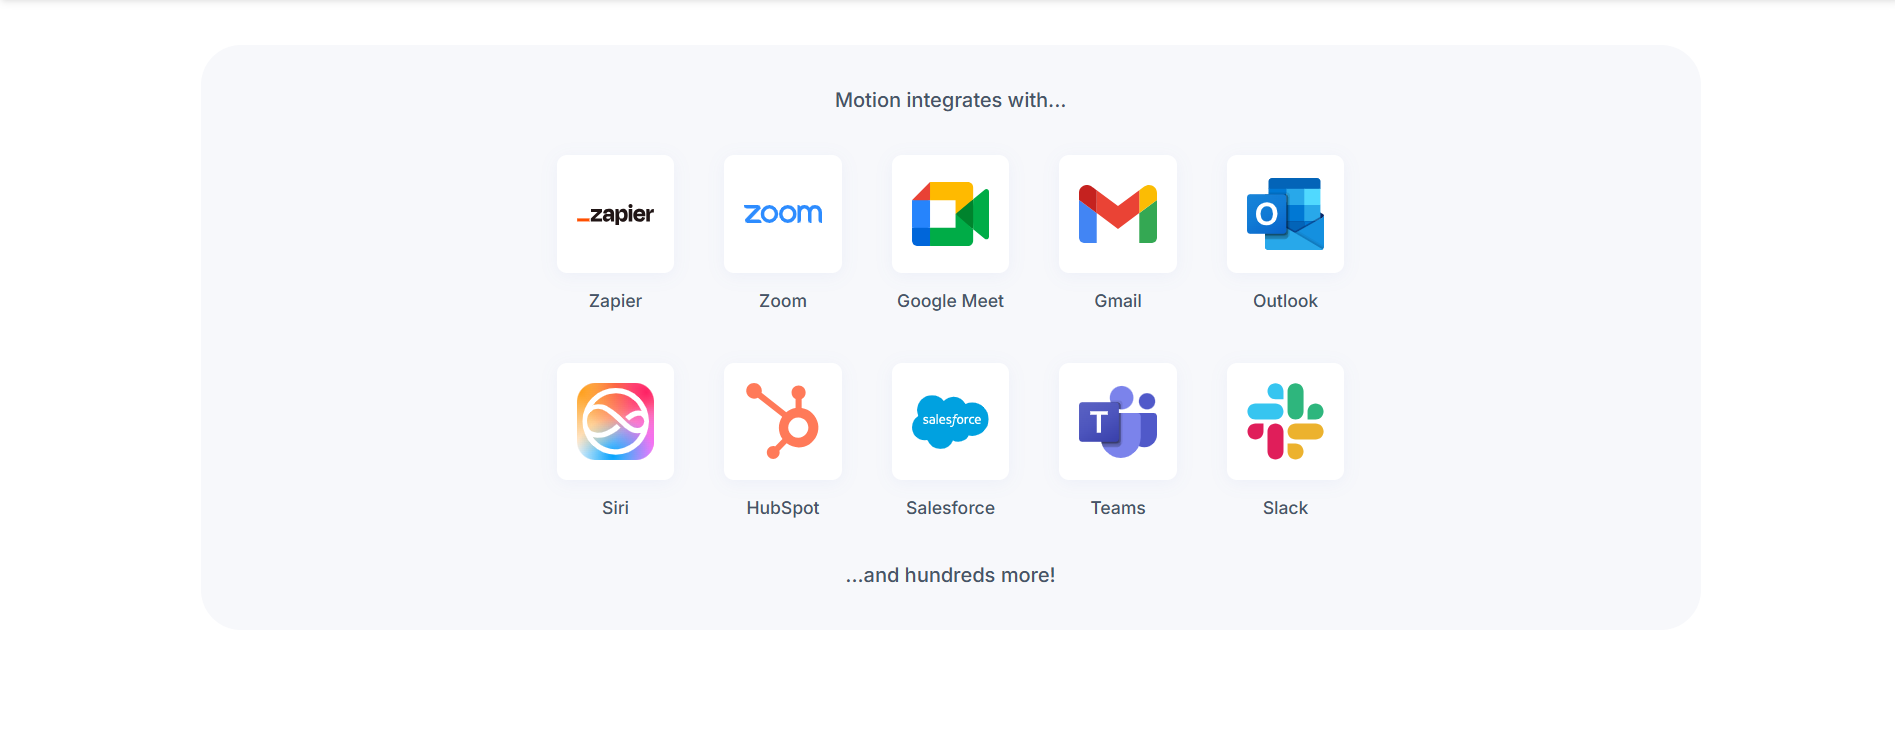 Motion integrates with...
zapier
zoom
Zapier
Zoom
Google Meet
Gmail
O
Outlook
salesforce
T
Siri
HubSpot
Salesforce
Teams
Slack
...and hundreds more!